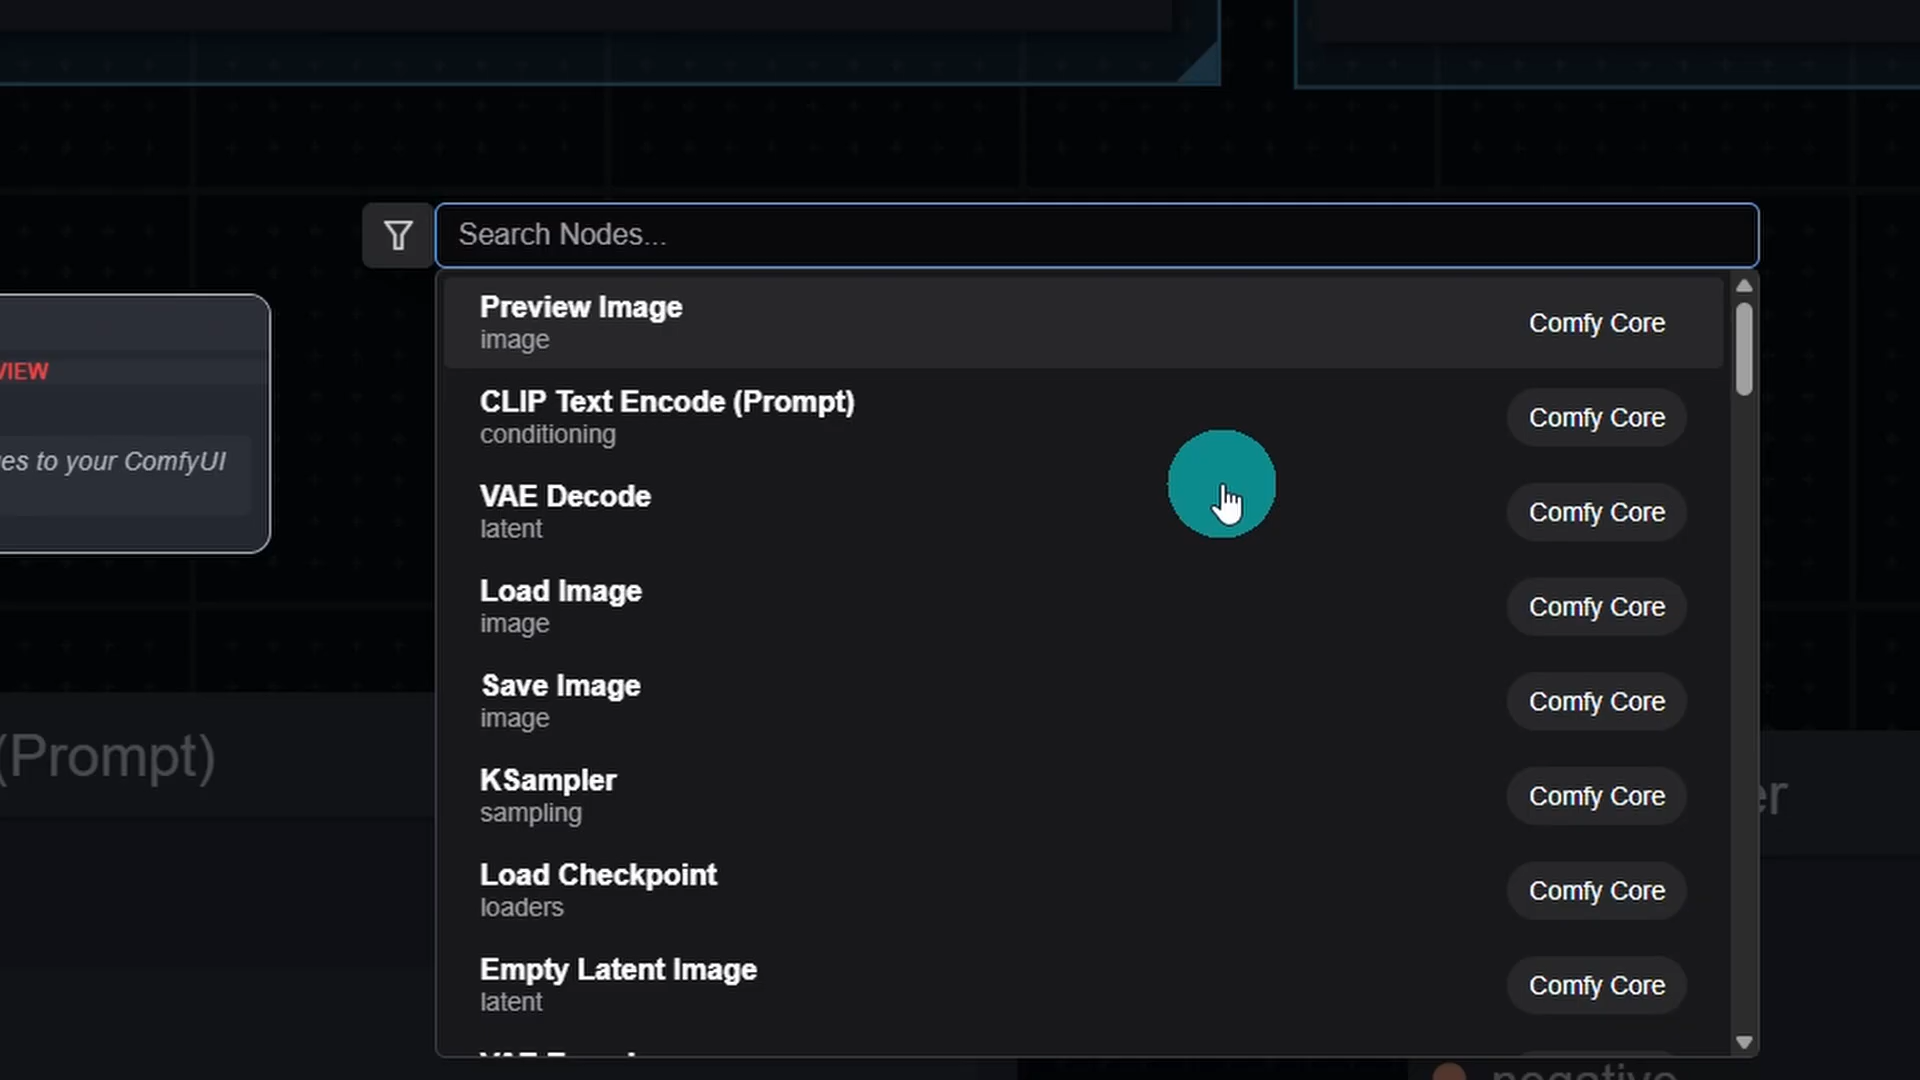 Search Nodes...
Preview Image
image
Comfy Core
VIEW
CLIP Text Encode (Prompt)
conditioning
Comfy Core
es to your ComfyUI
VAE Decode
latent
Comfy Core
Load Image
image
Comfy Core
Save Image
image
Comfy Core
(Prompt)
KSampler
sampling
Comfy Core
er
Load Checkpoint
loaders
Comfy Core
Empty Latent Image
latent
Comfy Core
negative